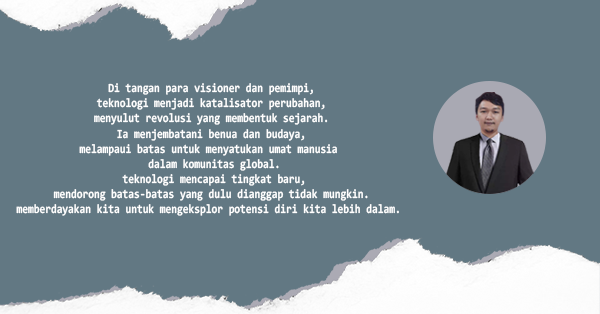 Di tangan para visioner dan pemimpi,
teknologi menjadi katalisator perubahan,
menyulut revolusi yang membentuk sejarah.
Ia menjembatani benua dan budaya,
melampaui batas untuk menyatukan umat manusia
dalam komunitas global.
teknologi mencapai tingkat baru,
mendorong batas-batas yang dulu dianggap tidak mungkin.
memberdayakan kita untuk mengeksplor potensi diri kita lebih dalam.